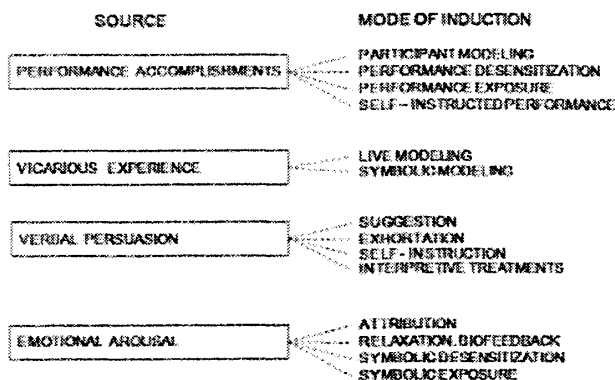 SOURCE
MODE OF INDUCTION
PERFORMANCE ACCOMPLISHMENTS
PARTICIPANT MODELING
PERFORMANCE DESENSITIZATION
PERFORMANCE EXPOSURE
SELF-INSTRUCTED PERFORMANCE
VICARIOUS EXPERIENCE
LIVE MODELING
SYMBOLIC MODELING
VERBAL PERSUASION
SUGGESTION
EXHORTATION
SELF-INSTRUCTION
INTERPRETIVE TREATMENTS
EMOTIONAL AROUSAL
ATTRIBUTION
RELAXATION, BIOFEEDBACK
SYMBOLIC DESENSITIZATION
SYMBOLIC EXPOSURE